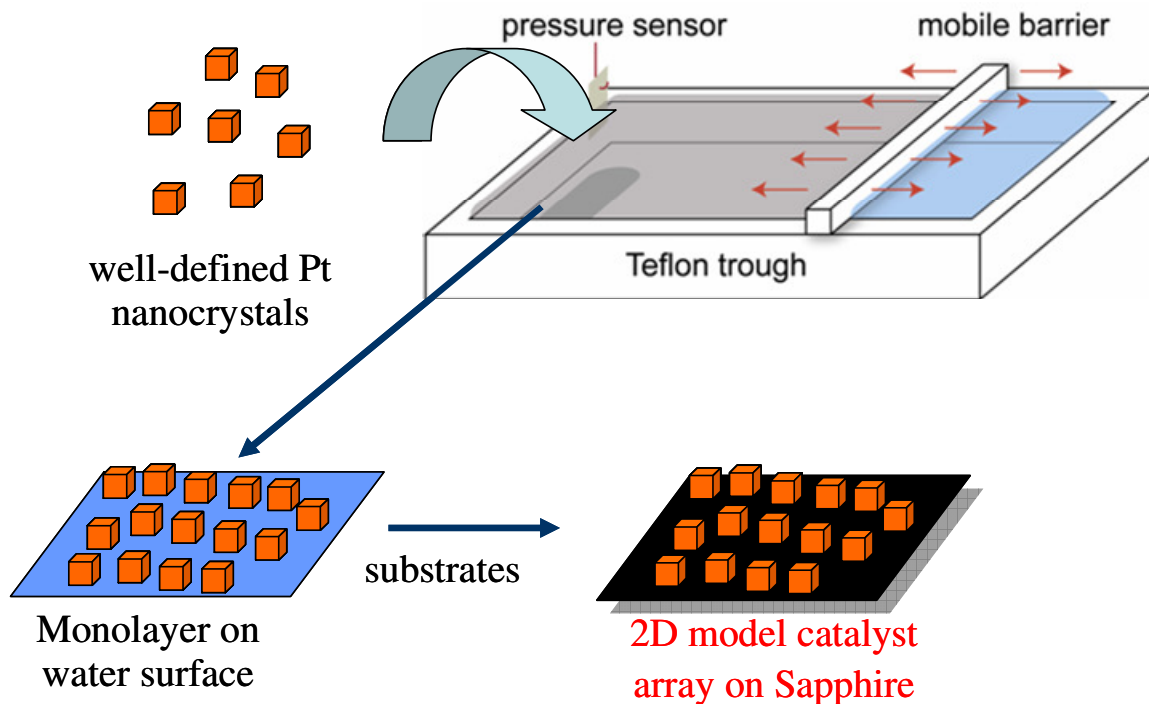 pressure sensor
mobile barrier
Teflon trough
well-defined Pt
nanocrystals
substrates
Monolayer on
water surface
2D model catalyst
array on Sapphire